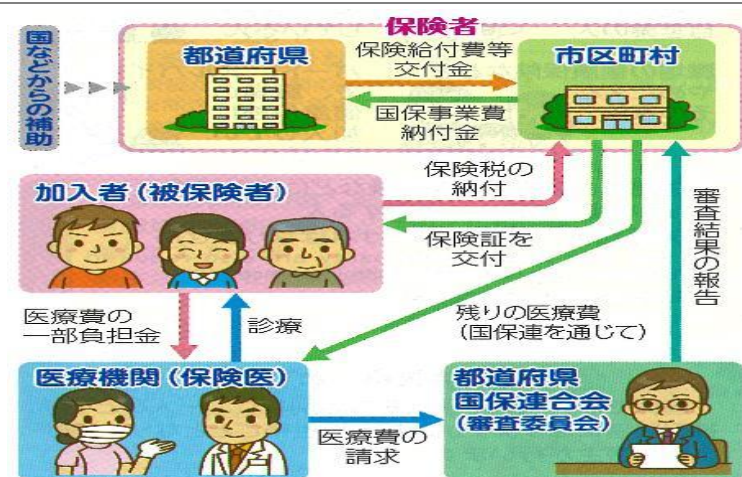 保険者
国などからの補助
都道府県
保険給付費等
交付金
市区町村
国保事業費
納付金
加入者(被保険者)
保険税の
納付
保険証を
交付
審査結果の報告
医療費の
一部負担金
診療
残りの医療費
(国保連を通じて)
医療機関(保険医)
医療費の
請求
都道府県
国保連合会
(審査委員会)